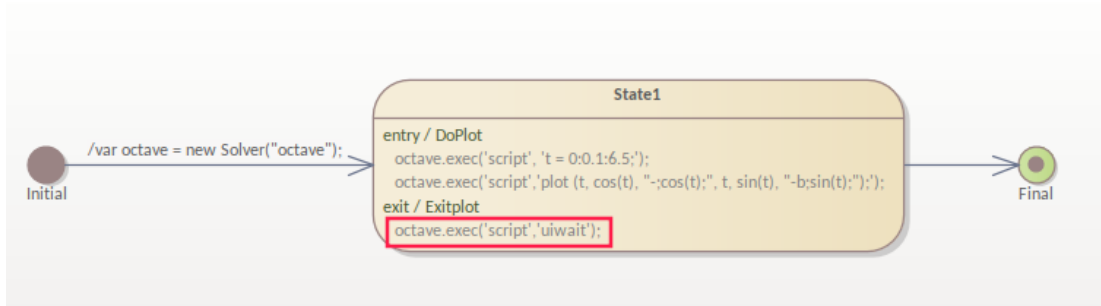 State1
/var octave = new Solver("octave");
Initial
entry / DoPlot
octave.exec('script', 't = 0:0.1:6.5;');
octave.exec('script','plot (t, cos(t), "-;cos(t);", t, sin(t), "-b;sin(t);");');
exit / Exitplot
octave.exec('script','uiwait');
Final